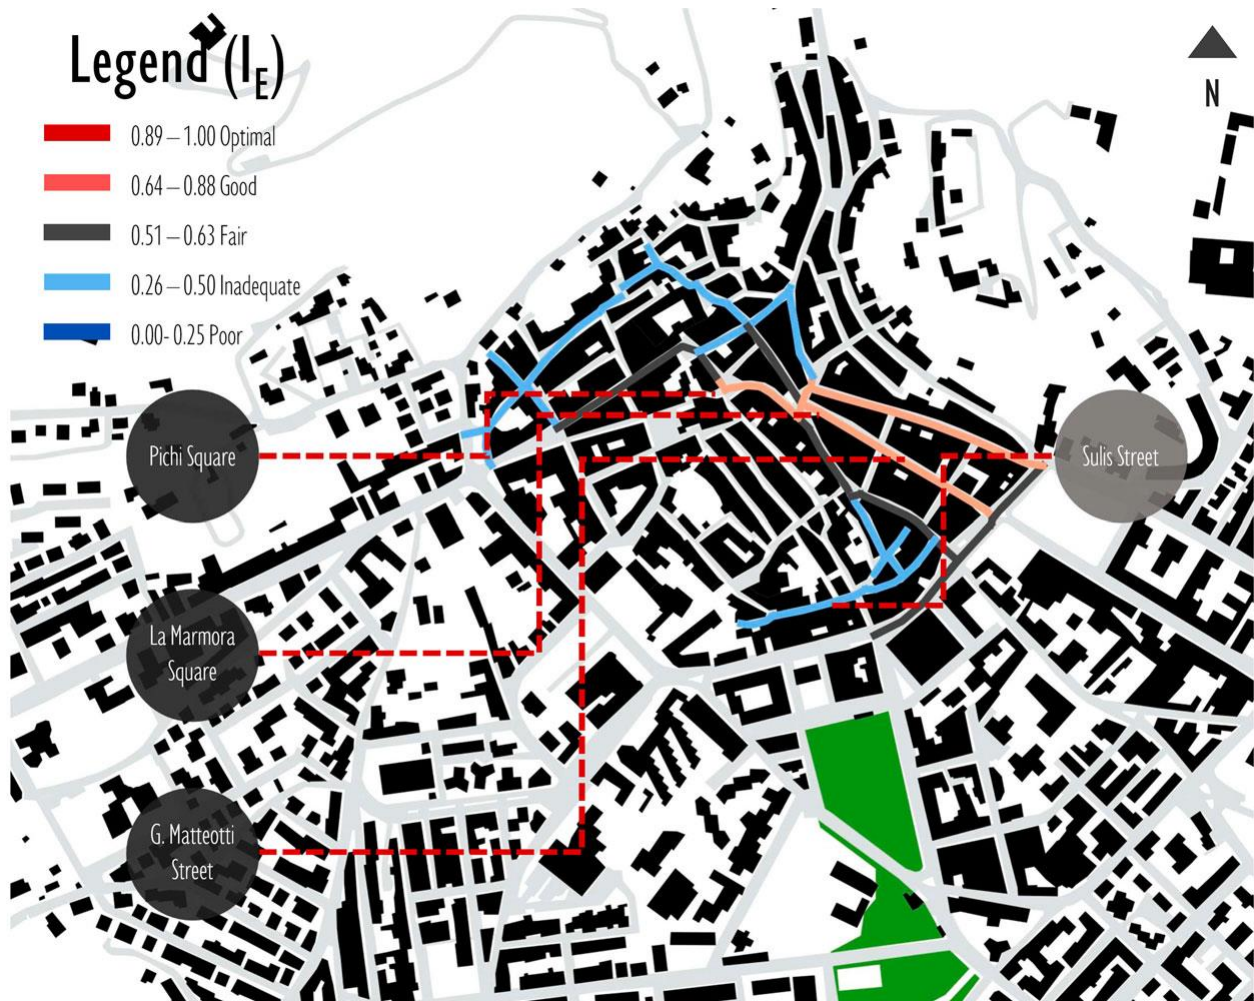 Legend (I_E)
N
0.89 – 1.00 Optimal
0.64 – 0.88 Good
0.51 – 0.63 Fair
0.26 – 0.50 Inadequate
0.00- 0.25 Poor
Pichi Square
Sulis Street
La Marmora
Square
G. Matteotti
Street